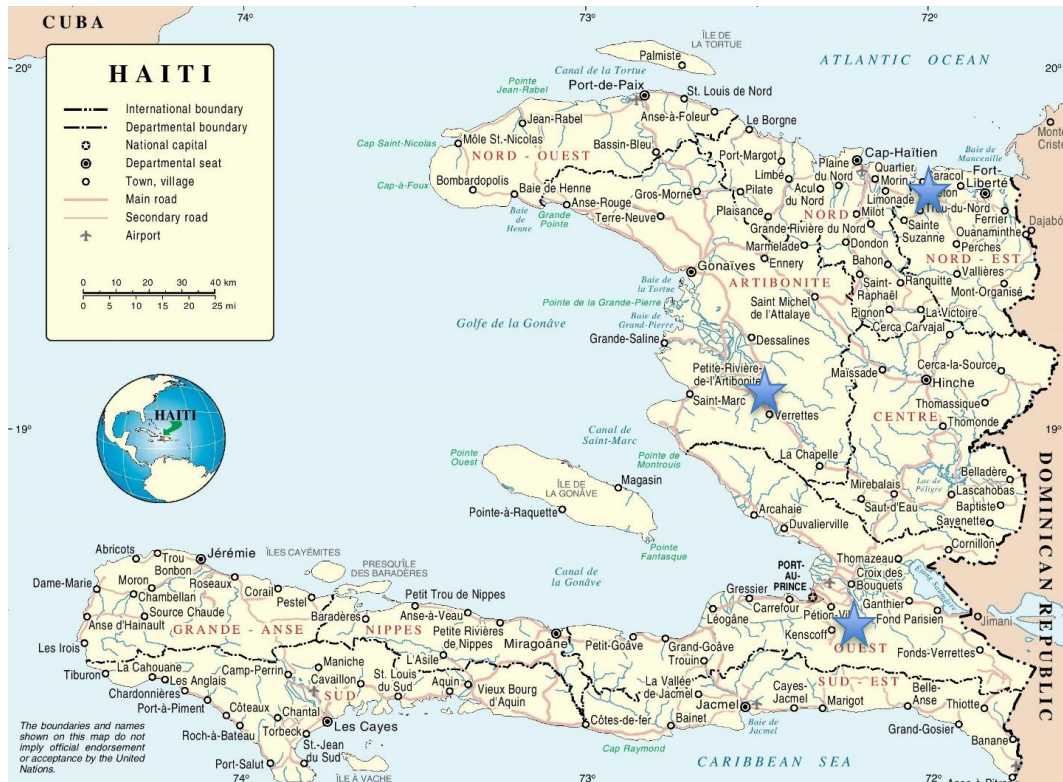 CUBA
74°
73°
72°
HAITI
International boundary
Departmental boundary
National capital
Departmental seat
Town, village
Main road
Secondary road
Airport
0 10 20 30 40 km
0 5 10 15 20 25 mi
20°
20°
ÎLE DE
LA TORTUE
Palmiste
ATLANTIC OCEAN
Canal de la Tortue
Pointe
Jean-Rabel
Port-de-Paix
St. Louis de Nord
Jean-Rabel
Anse-à-Foleur
Le Borgne
Cap Saint-Nicolas
Môle St.-Nicolas
NORD - OUEST
Bassin-Bleu
Port-Margot
Plaine
du Nord
Cap-Haïtien
Baie de
Mancenille
Quartier
Morin
Caracol
Fort-
Liberté
Cap-à-Foux
Bombardopolis
Baie de Henne
Gros-Morne
Pilate
Limbé
Acul
du Nord
Limonade
Trou-du-Nord
Ferrier
Dajabó
Baie
de
Henne
Anse-Rouge
Grande
Pointe
Terre-Neuve
Plaisance
NORD
Milot
Sainte
Suzanne
Ouanaminthe
Grande-Rivière du Nord
Perches
Marmelade
Dondon
NORD - EST
Gonaïves
Ennery
Bahon
Vallières
Baie de
la Tortue
ARTIBONITE
Saint-
Raphaël
Ranquitte
Mont-Organisé
Pointe de la Grande-Pierre
Saint Michel
de l'Attalaye
Pignon
La Victoire
Golfe de la Gonâve
Baie de
Grand-Pierre
Cerca Carvajal
Grande-Saline
Dessalines
Petite-Rivière-
de-l'Artibonite
Maïssade
Cerca-la-Source
Hinche
HAITI
Saint-Marc
Verrettes
Thomassique
CENTRE
Thomonde
19°
19°
Canal de
Saint-Marc
Pointe
Ouest
Pointe de
Montrouis
La Chapelle
Belladère
Lac de
Péligre
Lascahobas
ÎLE DE
LA GONÂVE
Magasin
Mirebalais
Saut-d'Eau
Baptiste
Savenette
Pointe-à-Raquette
Arcahaie
Duvalierville
Cornillon
Pointe
Fantasque
DOMINICAN REPUBLIC
Abricots
Trou
Bonbon
Jérémie
ÎLES CAYÉMITES
PRESQU'ÎLE
DES BARADÈRES
Canal de
la Gonâve
Thomazeau
PORT-
AU-
PRINCE
Croix des
Bouquets
Étang Saumâtre
Dame-Marie
Moron
Chambellan
Roseaux
Corail
Pestel
Petit Trou de Nippes
Gressier
Carrefour
Ganthier
Source Chaude
Baradères
Anse-à-Veau
Léogâne
Fond Parisien
Jimaní
Anse d'Hainault
GRANDE - ANSE
NIPPES
Petite Rivières
de Nippes
Miragoâne
Petit-Goâve
Kenscoff
OUEST
Les Irois
L'Asile
Grand-Goâve
Trouin
Fonds-Verrettes
Tiburon
La Cahouane
Les Anglais
Camp-Perrin
Maniche
Cavaillon
St. Louis
du Sud
Aquin
Vieux Bourg
d'Aquin
La Vallée
de Jacmel
SUD - EST
Chardonnières
Port-à-Piment
SUD
Jacmel
Cayes-
Jacmel
Marigot
Belle-
Anse
Thiotte
Côteaux
Chantal
Les Cayes
Côtes-de-fer
Bainet
Baie de
Jacmel
Grand-Gosier
Roch-à-Bateau
Torbeck
Cap Raymond
Banane
Port-Salut
St.-Jean
du Sud
CARIBBEAN SEA
ÎLE À VACHE
The boundaries and names
shown on this map do not
imply official endorsement
or acceptance by the United
Nations.
74°
73°
72°